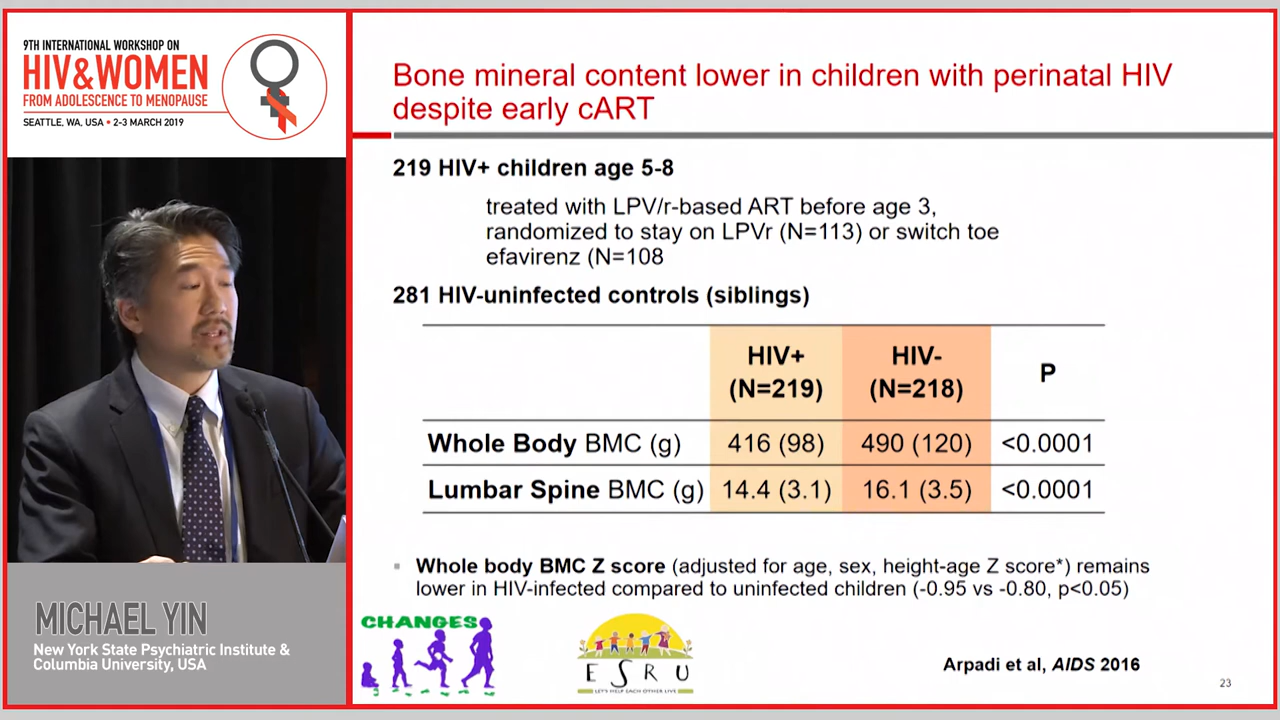 9TH INTERNATIONAL WORKSHOP ON
HIV&WOMEN
FROM ADOLESCENCE TO MENOPAUSE
SEATTLE, WA, USA • 2-3 MARCH 2019
MICHAEL YIN
New York State Psychiatric Institute &
Columbia University, USA
Bone mineral content lower in children with perinatal HIV
despite early cART
219 HIV+ children age 5-8
treated with LPV/r-based ART before age 3,
randomized to stay on LPVr (N=113) or switch toe
efavirenz (N=108
281 HIV-uninfected controls (siblings)
HIV+ (N=219) HIV- (N=218) P
Whole Body BMC (g) 416 (98) 490 (120) <0.0001
Lumbar Spine BMC (g) 14.4 (3.1) 16.1 (3.5) <0.0001
Whole body BMC Z score (adjusted for age, sex, height-age Z score*) remains
lower in HIV-infected compared to uninfected children (-0.95 vs -0.80, p<0.05)
CHANGES
ESRU
LET'S HELP EACH OTHER LIVE
Arpadi et al, AIDS 2016
23